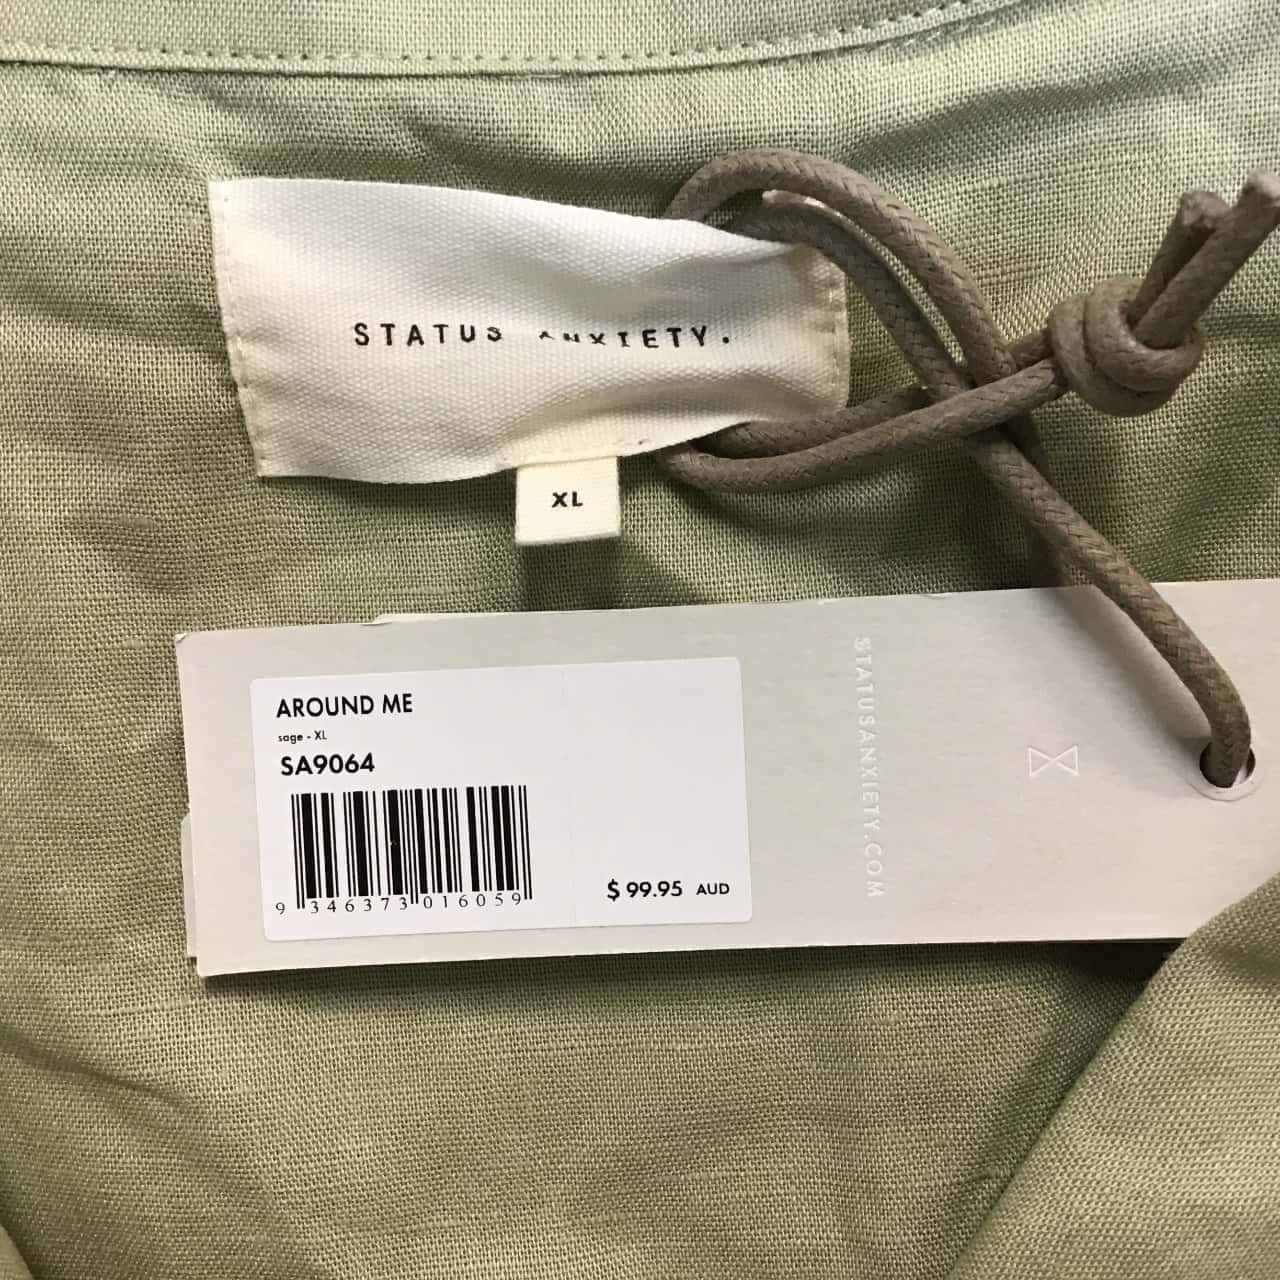 STATUS ANXIETY.
XL
AROUND ME
sage - XL
SA9064
9 346373 016059
$ 99.95 AUD
STATUSANXIETY.COM